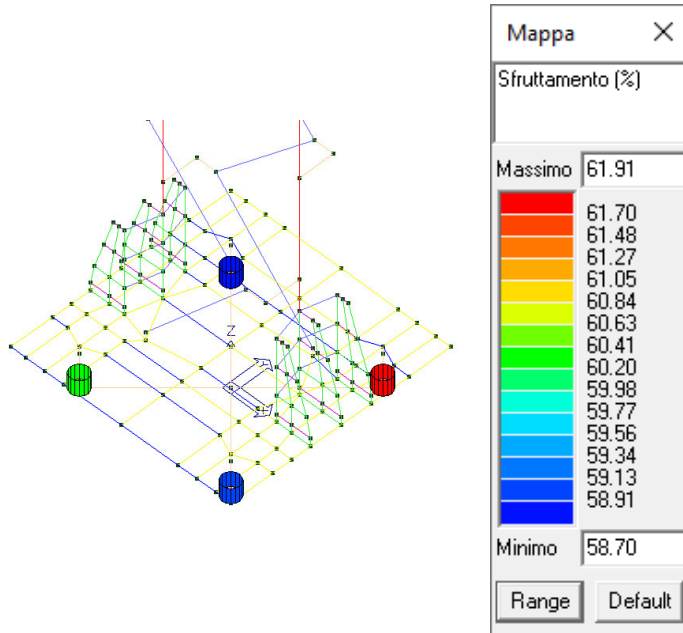 Mappa
Sfruttamento (%)
Massimo 61.91
61.70
61.48
61.27
61.05
60.84
60.63
60.41
60.20
59.98
59.77
59.56
59.34
59.13
58.91
Minimo 58.70
Range Default
Z